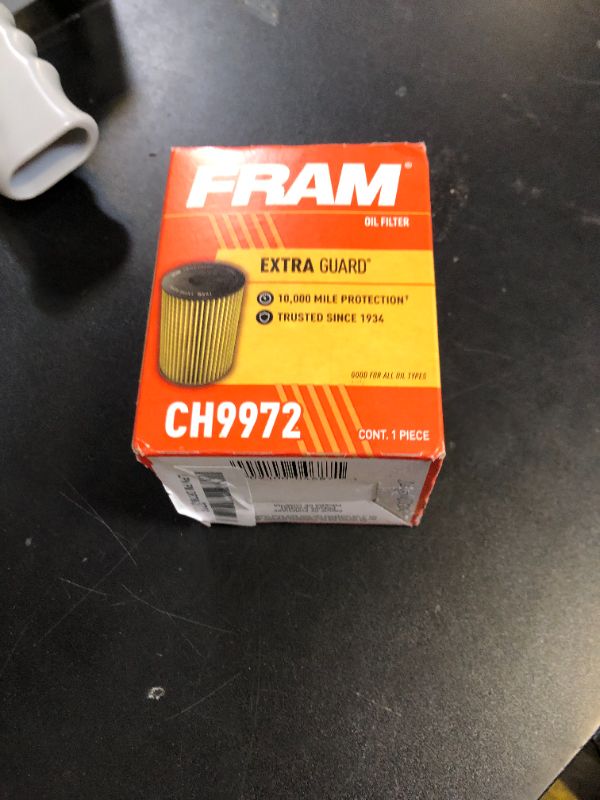 FRAM®
OIL FILTER
EXTRA GUARD®
10,000 MILE PROTECTION†
TRUSTED SINCE 1934
GOOD FOR ALL OIL TYPES
CH9972
CONT. 1 PIECE